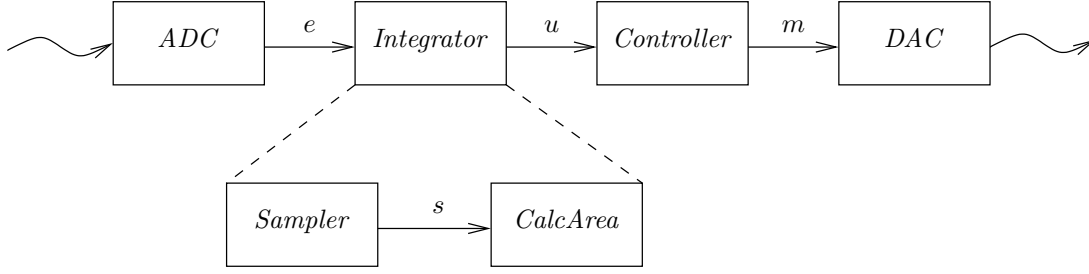 ADC e Integrator u Controller m DAC
Sampler s CalcArea